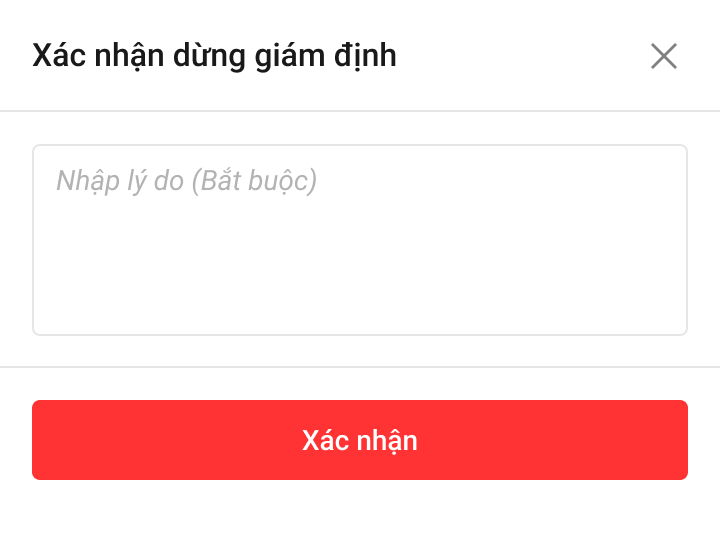 Xác nhận dừng giám định
Nhập lý do (Bắt buộc)
Xác nhận